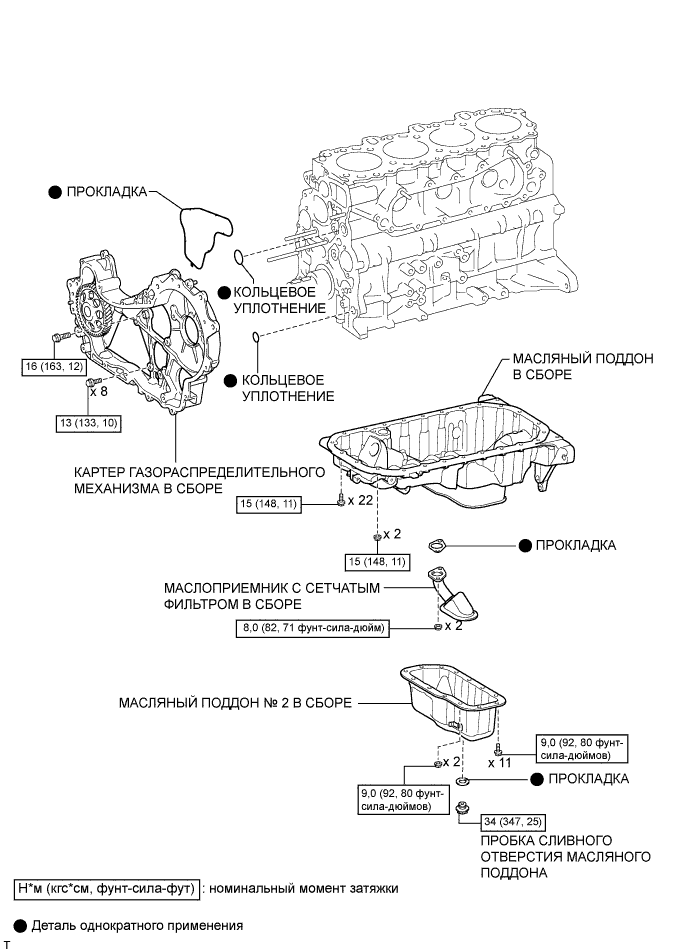 ● ПРОКЛАДКА
● КОЛЬЦЕВОЕ
УПЛОТНЕНИЕ
16 (163, 12)
x 8
13 (133, 10)
● КОЛЬЦЕВОЕ
УПЛОТНЕНИЕ
МАСЛЯНЫЙ ПОДДОН
В СБОРЕ
КАРТЕР ГАЗОРАСПРЕДЕЛИТЕЛЬНОГО
МЕХАНИЗМА В СБОРЕ
15 (148, 11)
x 22
x 2
15 (148, 11)
● ПРОКЛАДКА
МАСЛОПРИЕМНИК С СЕТЧАТЫМ
ФИЛЬТРОМ В СБОРЕ
8,0 (82, 71 фунт-сила-дюйм)
x 2
МАСЛЯНЫЙ ПОДДОН № 2 В СБОРЕ
9,0 (92, 80 фунт-
сила-дюймов)
x 11
x 2
9,0 (92, 80 фунт-
сила-дюймов)
● ПРОКЛАДКА
34 (347, 25)
ПРОБКА СЛИВНОГО
ОТВЕРСТИЯ МАСЛЯНОГО
ПОДДОНА
Н*м (кгс*см, фунт-сила-фут) : номинальный момент затяжки
● Деталь однократного применения
T